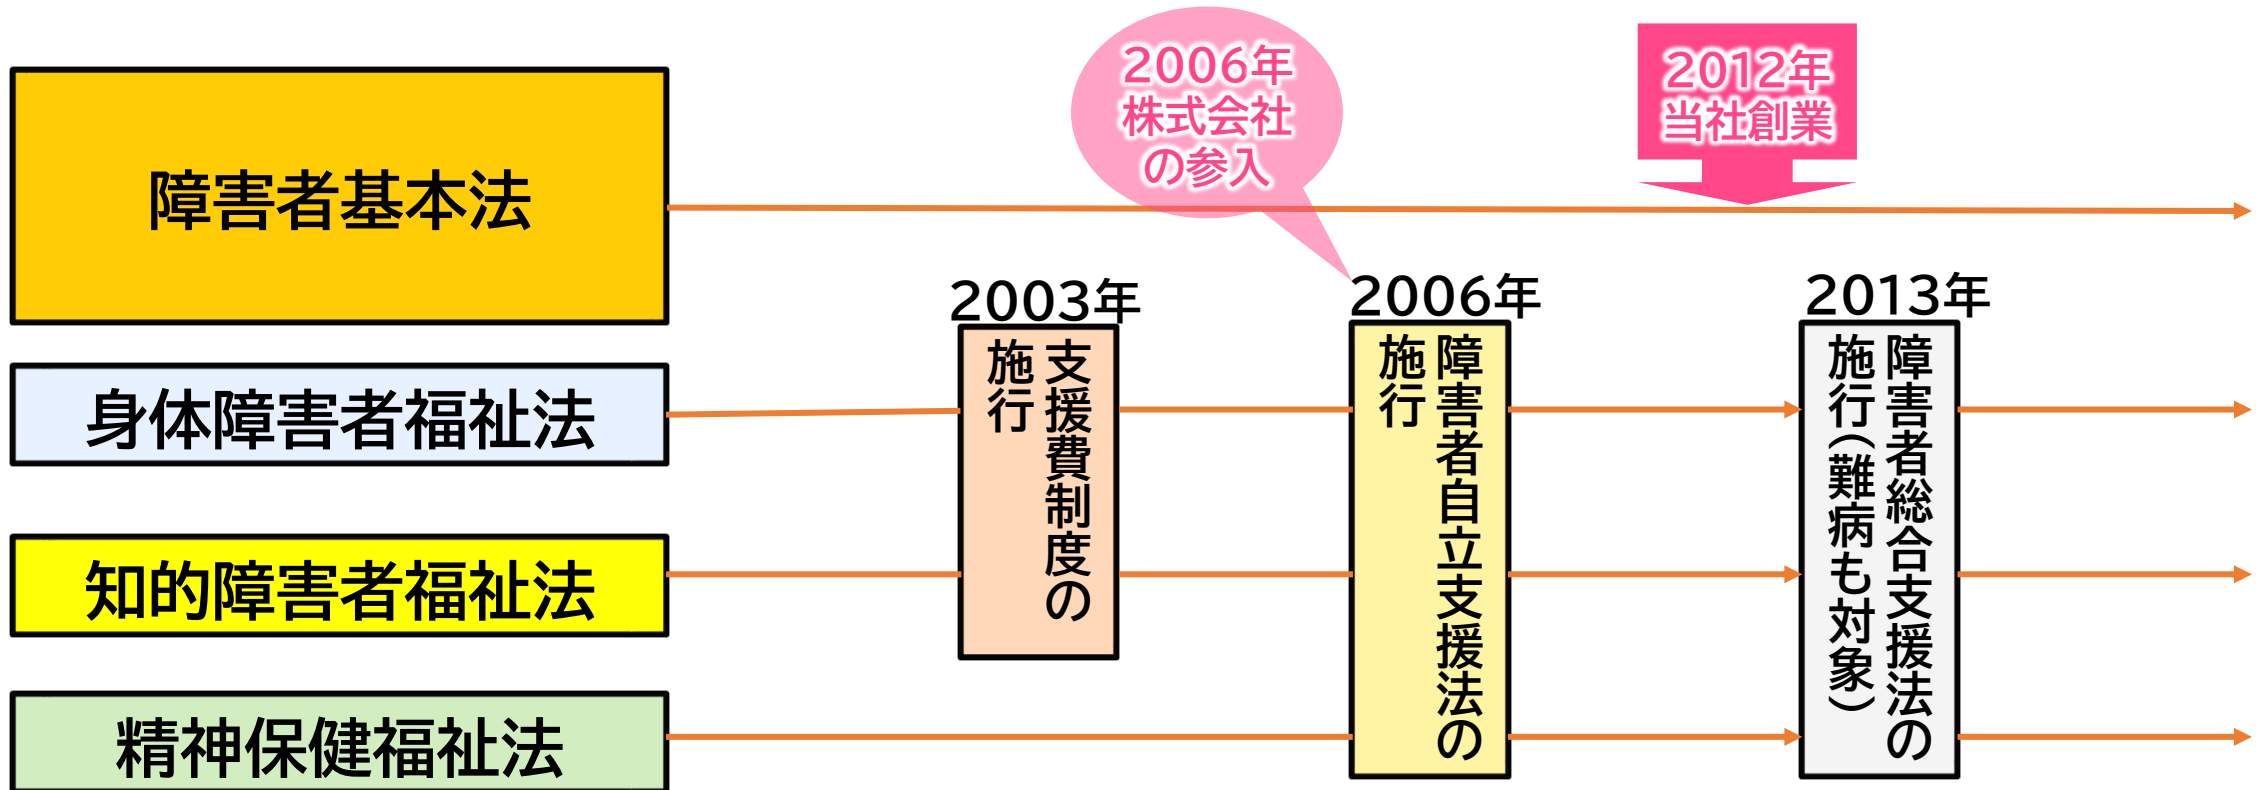 2006年
株式会社
の参入
2012年
当社創業
障害者基本法
身体障害者福祉法
知的障害者福祉法
精神保健福祉法
2003年
支援費制度の
施行
2006年
障害者自立支援法の
施行
2013年
障害者総合支援法の
施行（難病も対象）